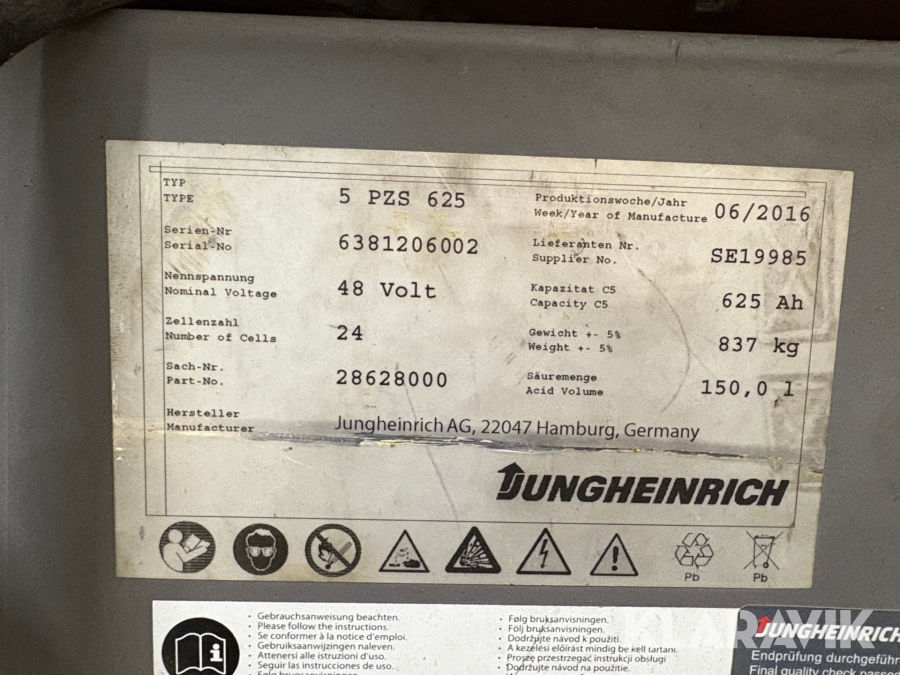 TYP
TYPE
5 PZS 625
Produktionswoche/Jahr
Week/Year of Manufacture
06/2016
Serien-Nr
Serial-No
6381206002
Lieferanten Nr.
Supplier No.
SE19985
Nennspannung
Nominal Voltage
48 Volt
Kapazitat C5
Capacity C5
625 Ah
Zellenzahl
Number of Cells
24
Gewicht +- 5%
Weight +- 5%
837 kg
Sach-Nr.
Part-No.
28628000
Säuremenge
Acid Volume
150,0 l
Hersteller
Manufacturer
Jungheinrich AG, 22047 Hamburg, Germany
JUNGHEINRICH
Pb
Pb
· Gebrauchsanweisung beachten.
· Please follow the instructions.
· Se conformer à la notice d'emploi.
· Gebruiksaanwijzingen naleven.
· Attenersi alle istruzioni d'uso.
· Seguir las instrucciones de uso.
· Følg bruksanvisningen.
· Följ bruksanvisningen.
· Dodržujte návod k použití.
· A kezelési előírást mindig be kell tartani.
· Proszę przestrzegać instrukcji obsługi
· Dodržujte návod na použitie.
JUNGHEINRICH
Endprüfung durchgeführt
Final quality check passed
KLARAVIK